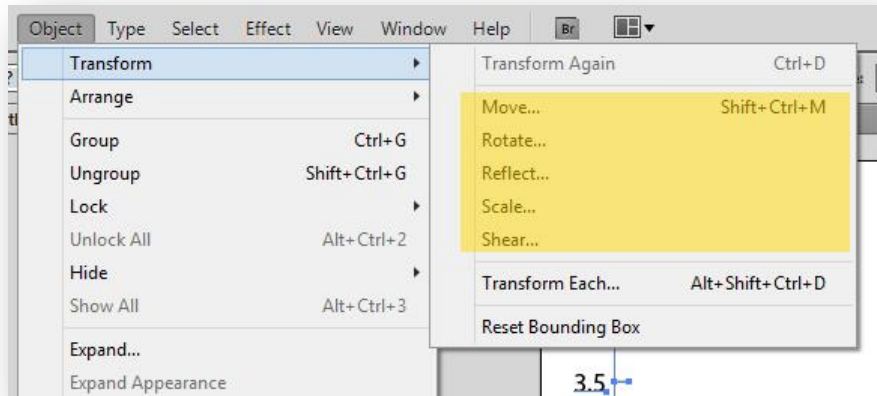 Object Type Select Effect View Window Help Br
Transform
Arrange
Group Ctrl+G
Ungroup Shift+Ctrl+G
Lock
Unlock All Alt+Ctrl+2
Hide
Show All Alt+Ctrl+3
Expand...
Expand Appearance
Transform Again Ctrl+D
Move... Shift+Ctrl+M
Rotate...
Reflect...
Scale...
Shear...
Transform Each... Alt+Shift+Ctrl+D
Reset Bounding Box
3.5